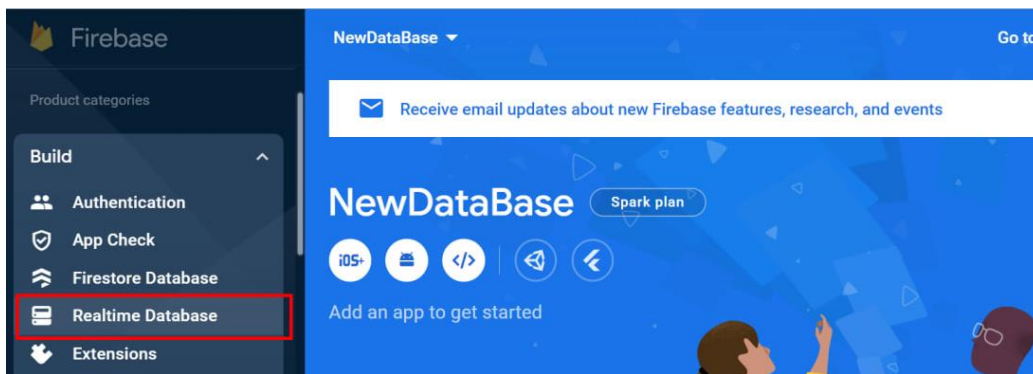 Firebase
Product categories
Build
Authentication
App Check
Firestore Database
Realtime Database
Extensions
NewDataBase
Go to
Receive email updates about new Firebase features, research, and events
NewDataBase
Spark plan
iOS+
</>
Add an app to get started